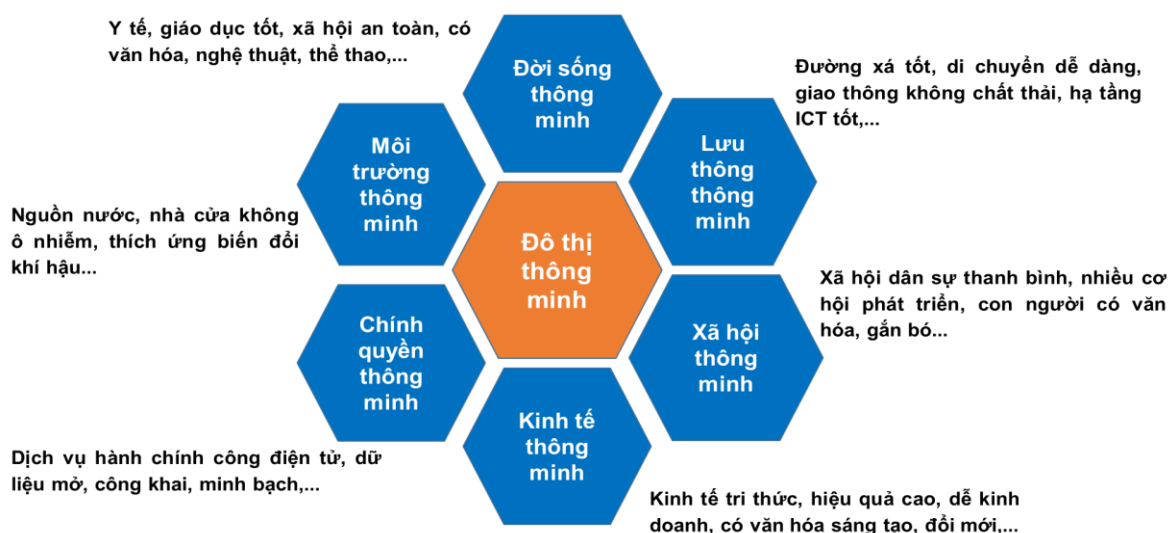 Y tế, giáo dục tốt, xã hội an toàn, có
văn hóa, nghệ thuật, thể thao,...
Đời sống
thông
minh
Đường xá tốt, di chuyển dễ dàng,
giao thông không chất thải, hạ tầng
ICT tốt,...
Môi
trường
thông
minh
Lưu
thông
thông
minh
Nguồn nước, nhà cửa không
ô nhiễm, thích ứng biến đổi
khí hậu...
Đô thị
thông
minh
Xã hội dân sự thanh bình, nhiều cơ
hội phát triển, con người có văn
hóa, gắn bó...
Chính
quyền
thông
minh
Xã hội
thông
minh
Kinh tế
thông
minh
Dịch vụ hành chính công điện tử, dữ
liệu mở, công khai, minh bạch,...
Kinh tế tri thức, hiệu quả cao, dễ kinh
doanh, có văn hóa sáng tạo, đổi mới,...